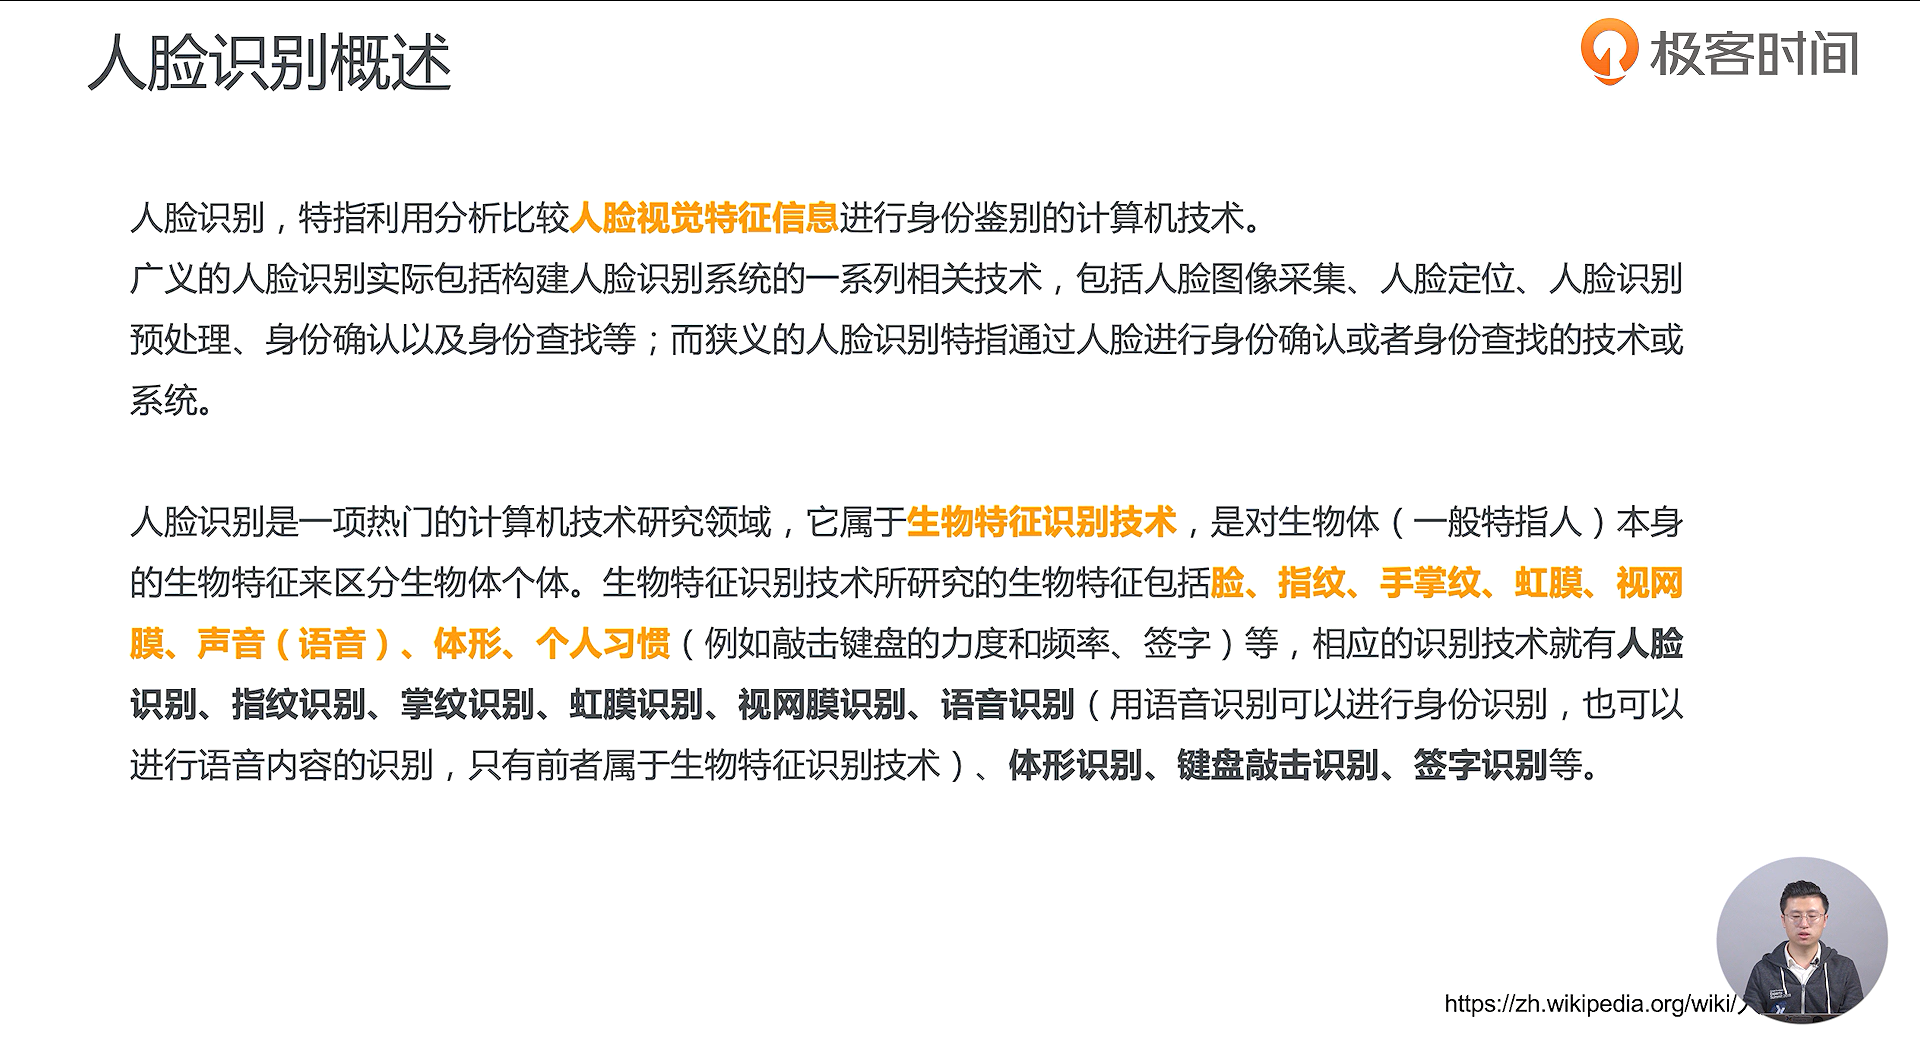 人脸识别概述
极客时间
人脸识别，特指利用分析比较人脸视觉特征信息进行身份鉴别的计算机技术。
广义的人脸识别实际包括构建人脸识别系统的一系列相关技术，包括人脸图像采集、人脸定位、人脸识别
预处理、身份确认以及身份查找等；而狭义的人脸识别特指通过人脸进行身份确认或者身份查找的技术或
系统。
人脸识别是一项热门的计算机技术研究领域，它属于生物特征识别技术，是对生物体（一般特指人）本身
的生物特征来区分生物体个体。生物特征识别技术所研究的生物特征包括脸、指纹、手掌纹、虹膜、视网
膜、声音（语音）、体形、个人习惯（例如敲击键盘的力度和频率、签字）等，相应的识别技术就有人脸
识别、指纹识别、掌纹识别、虹膜识别、视网膜识别、语音识别（用语音识别可以进行身份识别，也可以
进行语音内容的识别，只有前者属于生物特征识别技术）、体形识别、键盘敲击识别、签字识别等。
https://zh.wikipedia.org/wiki/